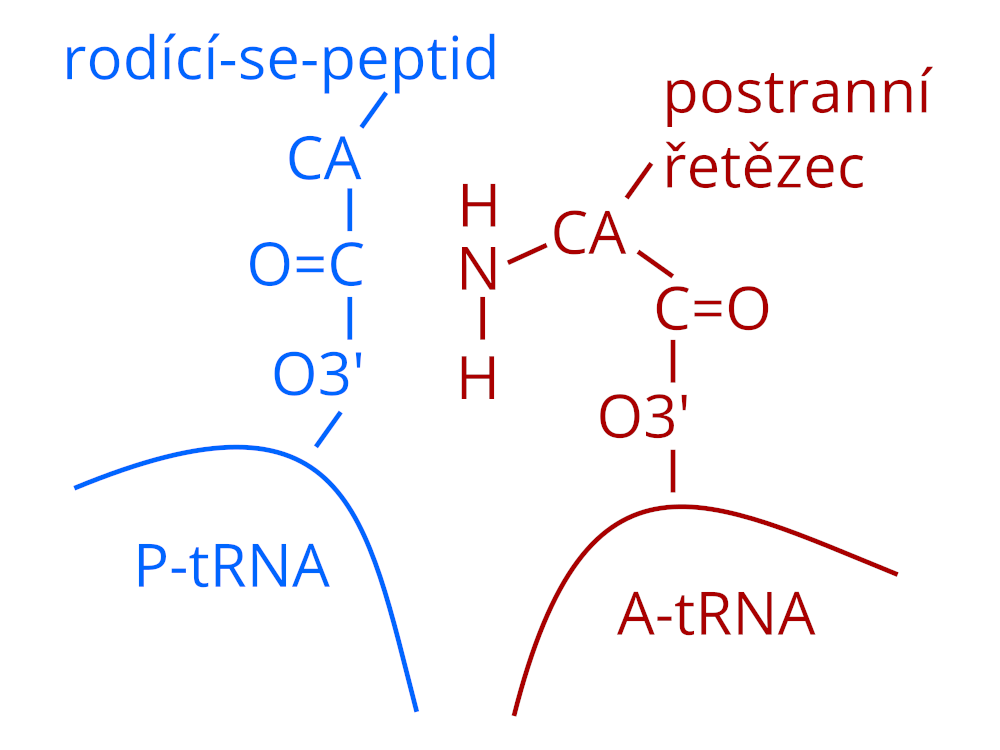 rodící-se-peptid
CA
O=C
O3'
P-tRNA
postranní
řetězec
H
N
H
CA
C=O
O3'
A-tRNA